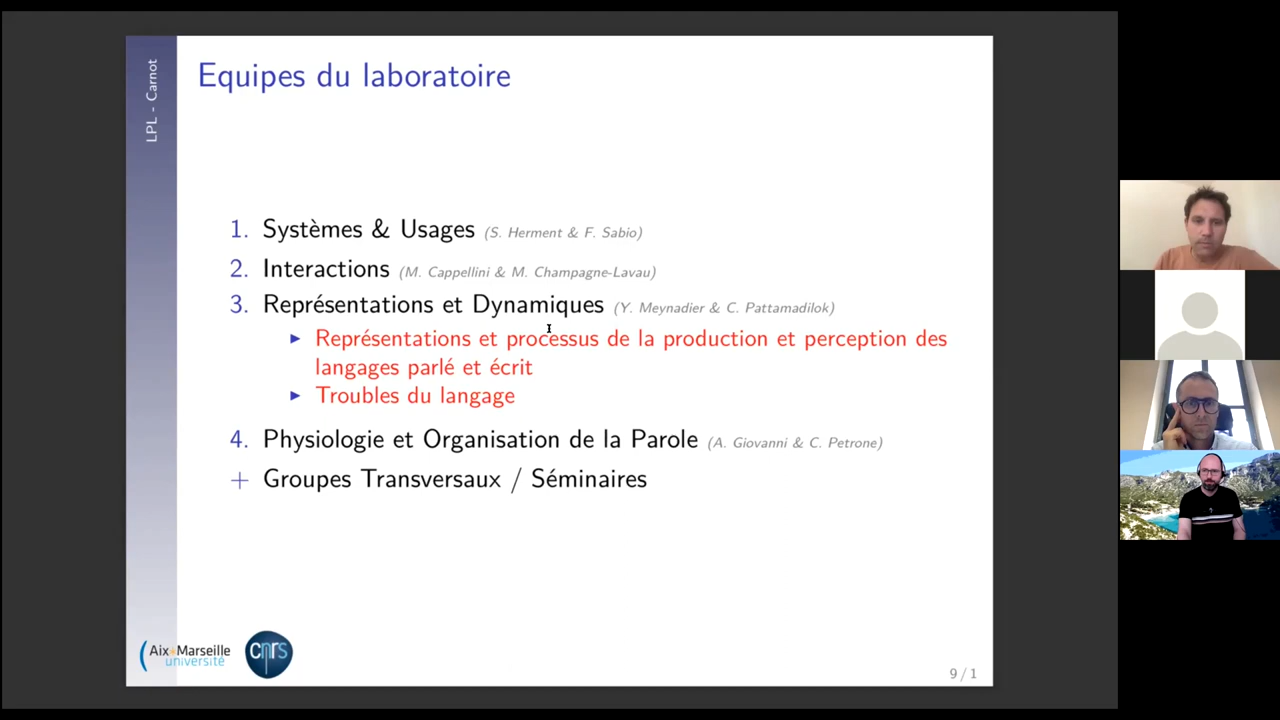 LPL - Carnot
Equipes du laboratoire
1. Systèmes & Usages (S. Herment & F. Sabio)
2. Interactions (M. Cappellini & M. Champagne-Lavau)
3. Représentations et Dynamiques (Y. Meynadier & C. Pattamadilok)
Représentations et processus de la production et perception des
langages parlé et écrit
Troubles du langage
4. Physiologie et Organisation de la Parole (A. Giovanni & C. Petrone)
+ Groupes Transversaux / Séminaires
Aix*Marseille
université
cnrs
9 / 1